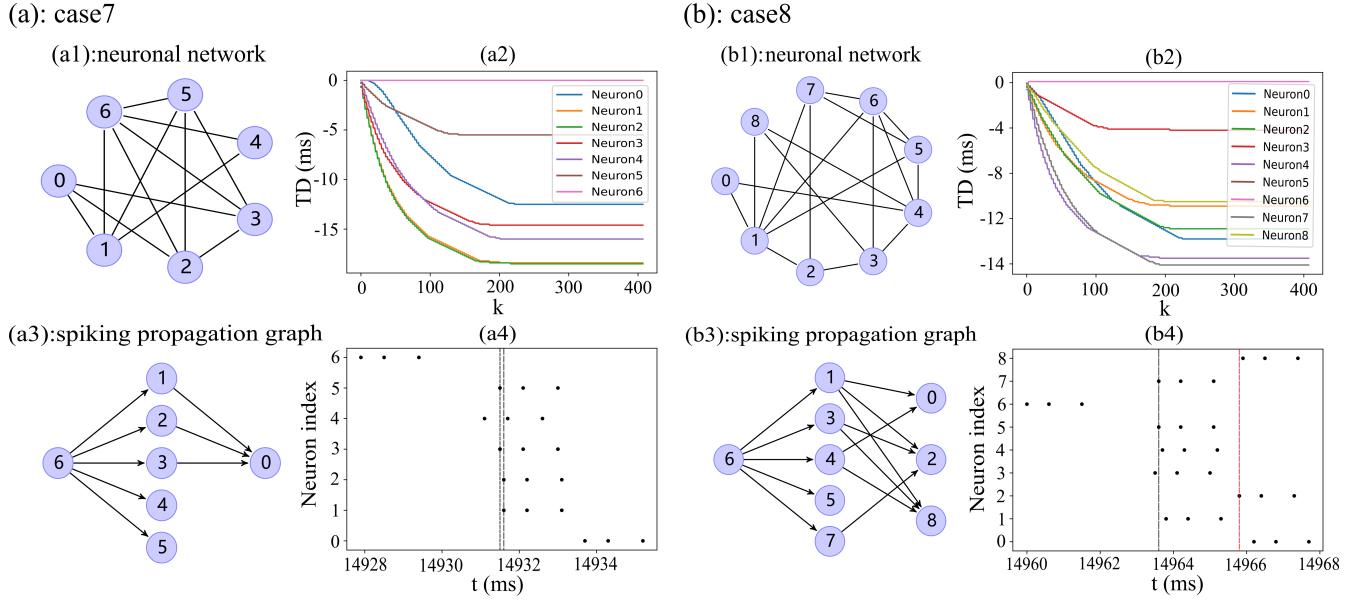 (a): case7
(a1):neuronal network
0
1
2
3
4
5
6
(a2)
TD (ms)
0
-5
-10
-15
0
100
200
300
400
k
Neuron0
Neuron1
Neuron2
Neuron3
Neuron4
Neuron5
Neuron6
(a3):spiking propagation graph
6
1
2
3
4
5
0
(a4)
Neuron index
6
5
4
3
2
1
0
14928
14930
14932
14934
t (ms)
(b): case8
(b1):neuronal network
0
1
2
3
4
5
6
7
8
(b2)
TD (ms)
0
-4
-8
-12
-14
0
100
200
300
400
k
Neuron0
Neuron1
Neuron2
Neuron3
Neuron4
Neuron5
Neuron6
Neuron7
Neuron8
(b3):spiking propagation graph
6
1
3
4
5
7
0
2
8
(b4)
Neuron index
8
7
6
5
4
3
2
1
0
14960
14962
14964
14966
14968
t (ms)